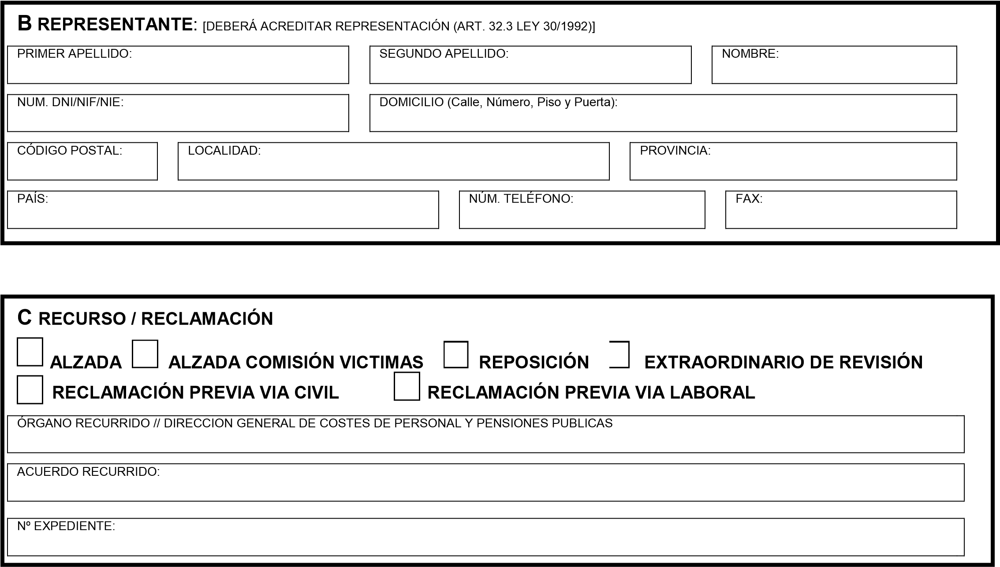 B REPRESENTANTE: [DEBERÁ ACREDITAR REPRESENTACIÓN (ART. 32.3 LEY 30/1992)]
PRIMER APELLIDO: SEGUNDO APELLIDO: NOMBRE:
NUM. DNI/NIF/NIE: DOMICILIO (Calle, Número, Piso y Puerta):
CÓDIGO POSTAL: LOCALIDAD: PROVINCIA:
PAÍS: NÚM. TELÉFONO: FAX:
C RECURSO / RECLAMACIÓN
ALZADA ALZADA COMISIÓN VICTIMAS REPOSICIÓN EXTRAORDINARIO DE REVISIÓN
RECLAMACIÓN PREVIA VIA CIVIL RECLAMACIÓN PREVIA VIA LABORAL
ÓRGANO RECURRIDO // DIRECCION GENERAL DE COSTES DE PERSONAL Y PENSIONES PUBLICAS
ACUERDO RECURRIDO:
Nº EXPEDIENTE: